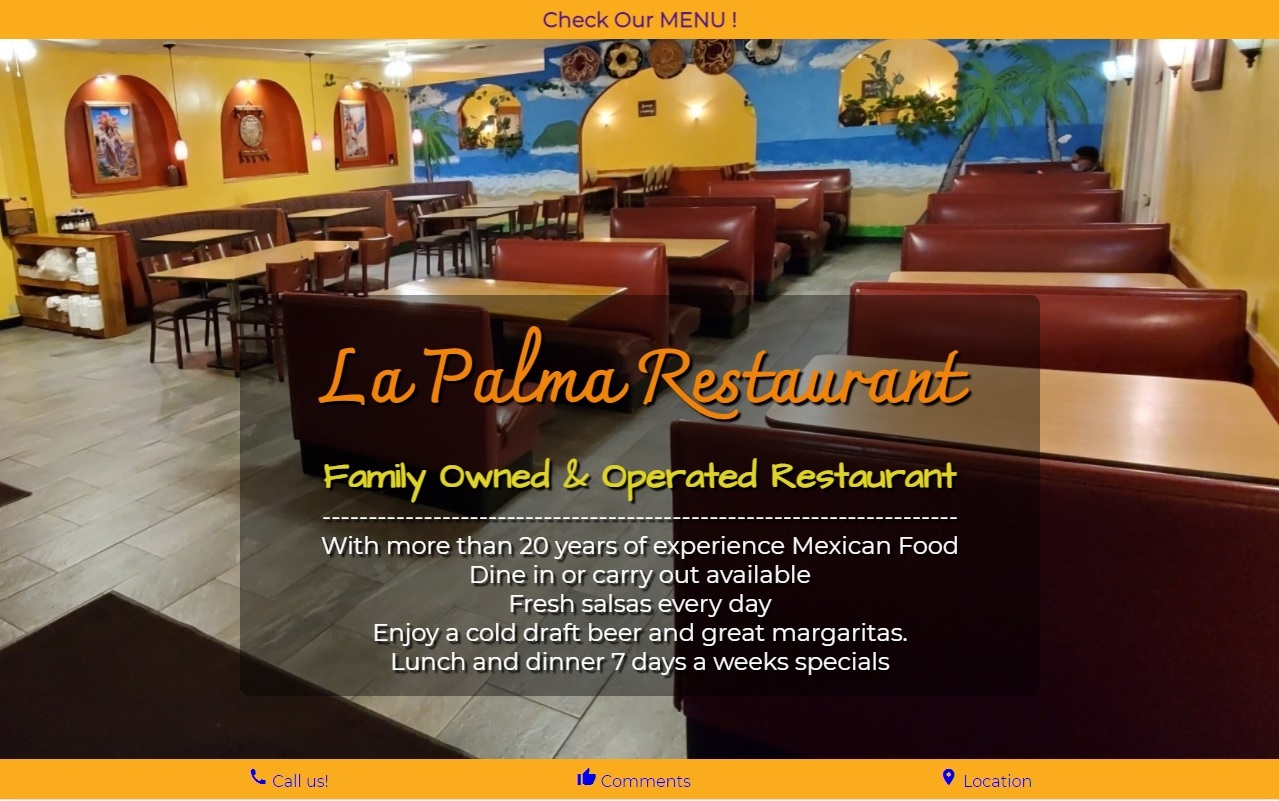 Check Our MENU !
La Palma Restaurant
Family Owned & Operated Restaurant
---------------------------------------------------------------------
With more than 20 years of experience Mexican Food
Dine in or carry out available
Fresh salsas every day
Enjoy a cold draft beer and great margaritas.
Lunch and dinner 7 days a weeks specials
Call us!
Comments
Location